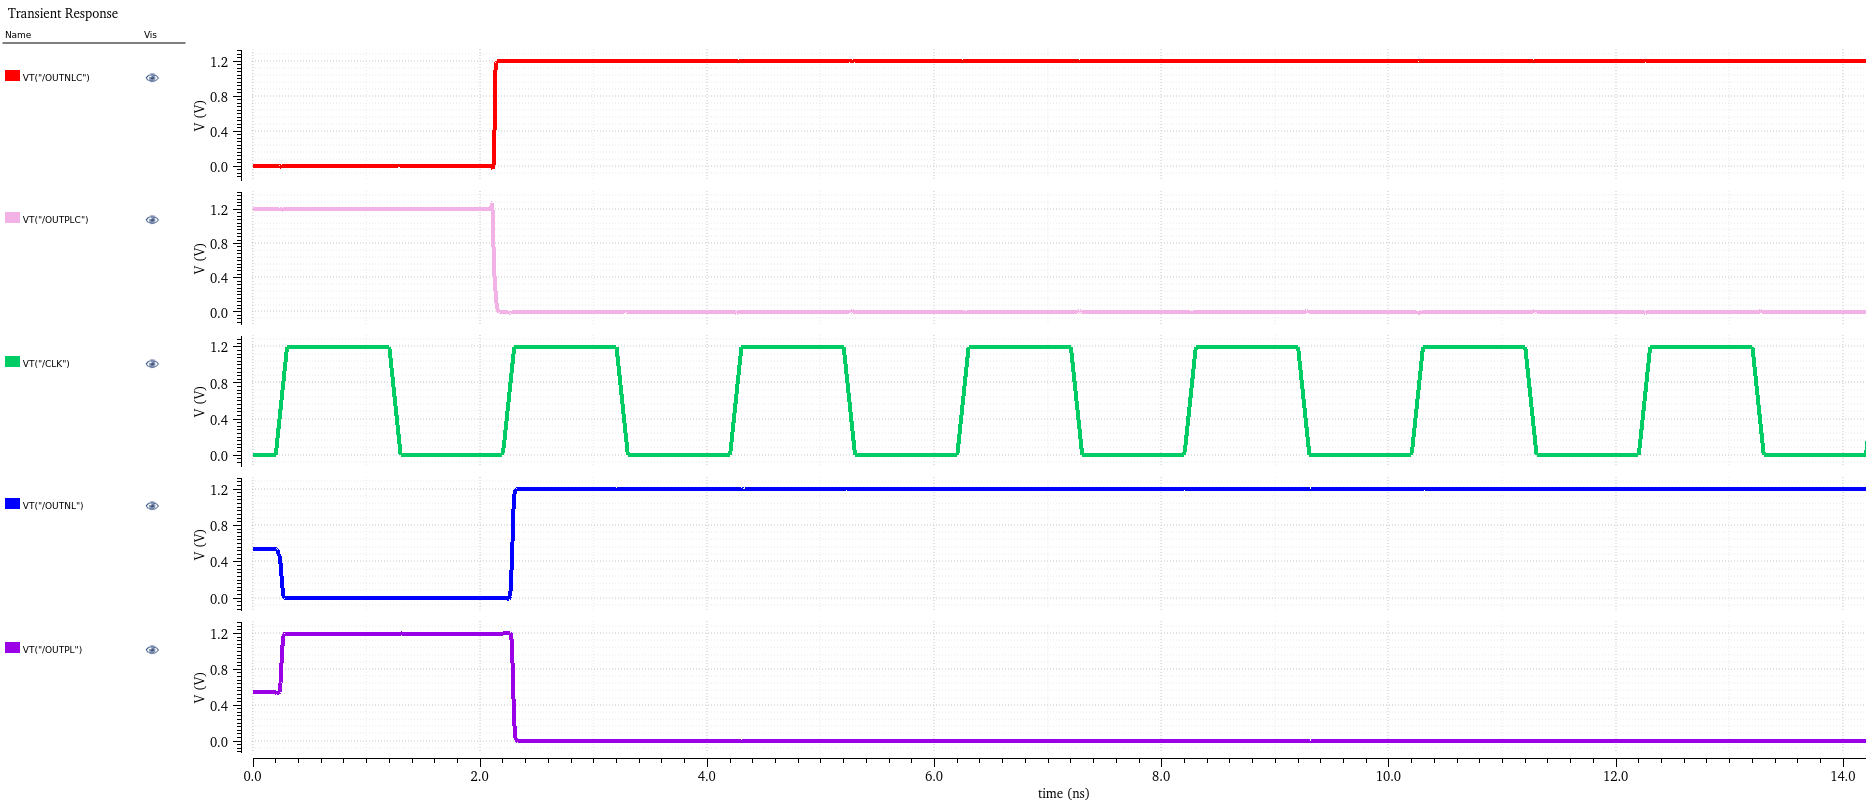 Transient Response
Name Vis
VT("/OUTNLC")
1.2
0.8
0.4
0.0
V (V)
VT("/OUTPLC")
1.2
0.8
0.4
0.0
V (V)
VT("/CLK")
1.2
0.8
0.4
0.0
V (V)
VT("/OUTNL")
1.2
0.8
0.4
0.0
V (V)
VT("/OUTPL")
1.2
0.8
0.4
0.0
V (V)
0.0 2.0 4.0 6.0 8.0 10.0 12.0 14.0
time (ns)